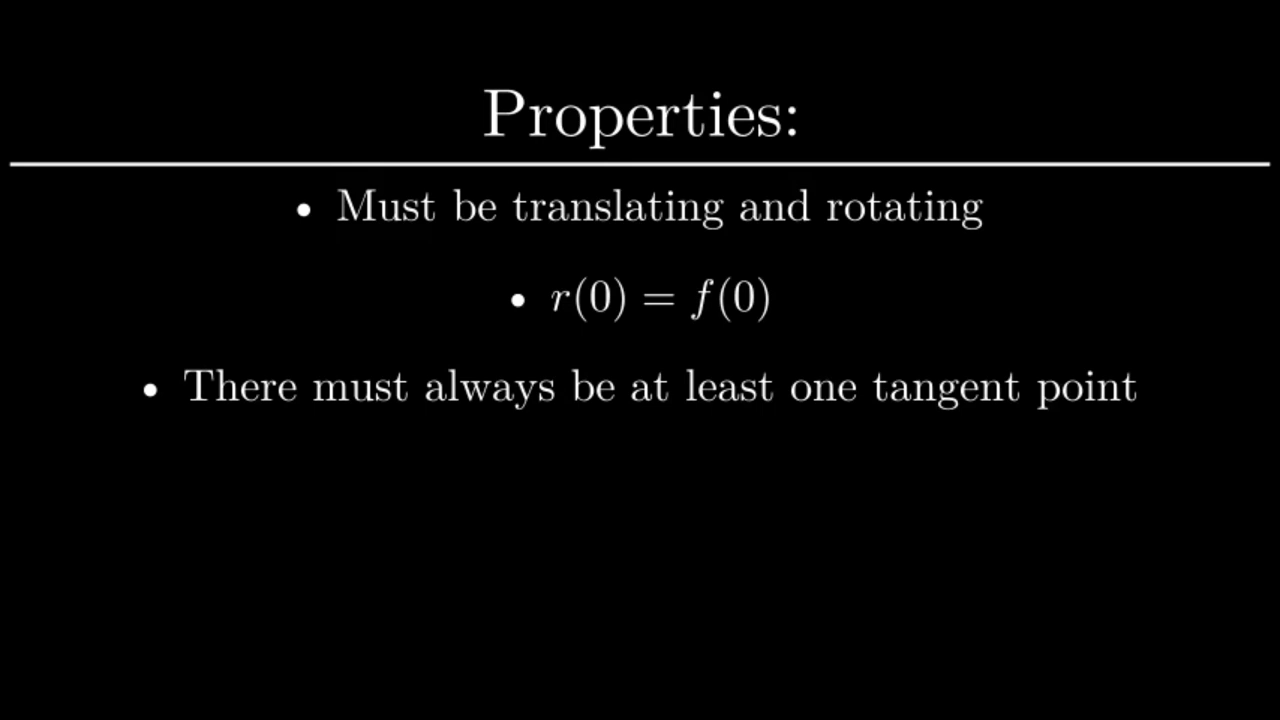 Properties:
• Must be translating and rotating
• r(0) = f(0)
• There must always be at least one tangent point